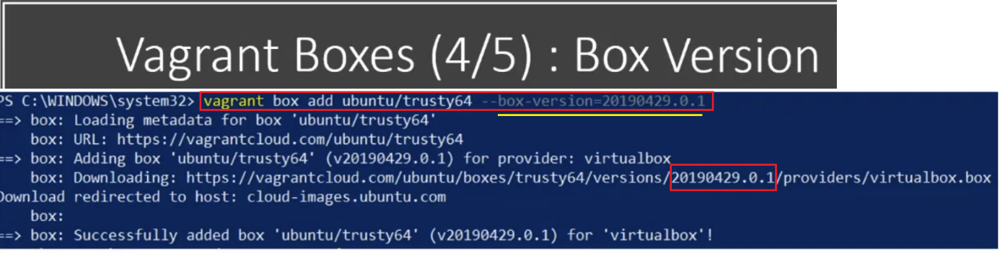 Vagrant Boxes (4/5) : Box Version
PS C:\WINDOWS\system32> vagrant box add ubuntu/trusty64 --box-version=20190429.0.1
==> box: Loading metadata for box 'ubuntu/trusty64'
    box: URL: https://vagrantcloud.com/ubuntu/trusty64
==> box: Adding box 'ubuntu/trusty64' (v20190429.0.1) for provider: virtualbox
    box: Downloading: https://vagrantcloud.com/ubuntu/boxes/trusty64/versions/20190429.0.1/providers/virtualbox.box
Download redirected to host: cloud-images.ubuntu.com
    box:
==> box: Successfully added box 'ubuntu/trusty64' (v20190429.0.1) for 'virtualbox'!